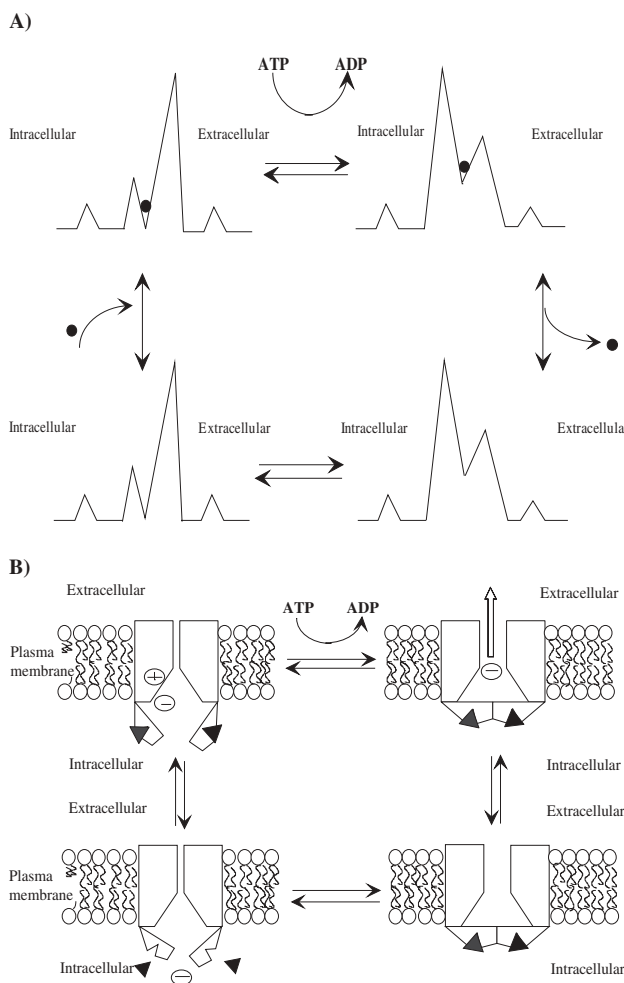 A)
ATP ADP
Intracellular Extracellular Intracellular Extracellular
Intracellular Extracellular Intracellular Extracellula
B)
Extracellular ATP ADP Extracellular
Plasma
membrane
+
−
−
Intracellular Intracellular
Extracellular Extracellular
Plasma
membrane
Intracellular − Intracellular